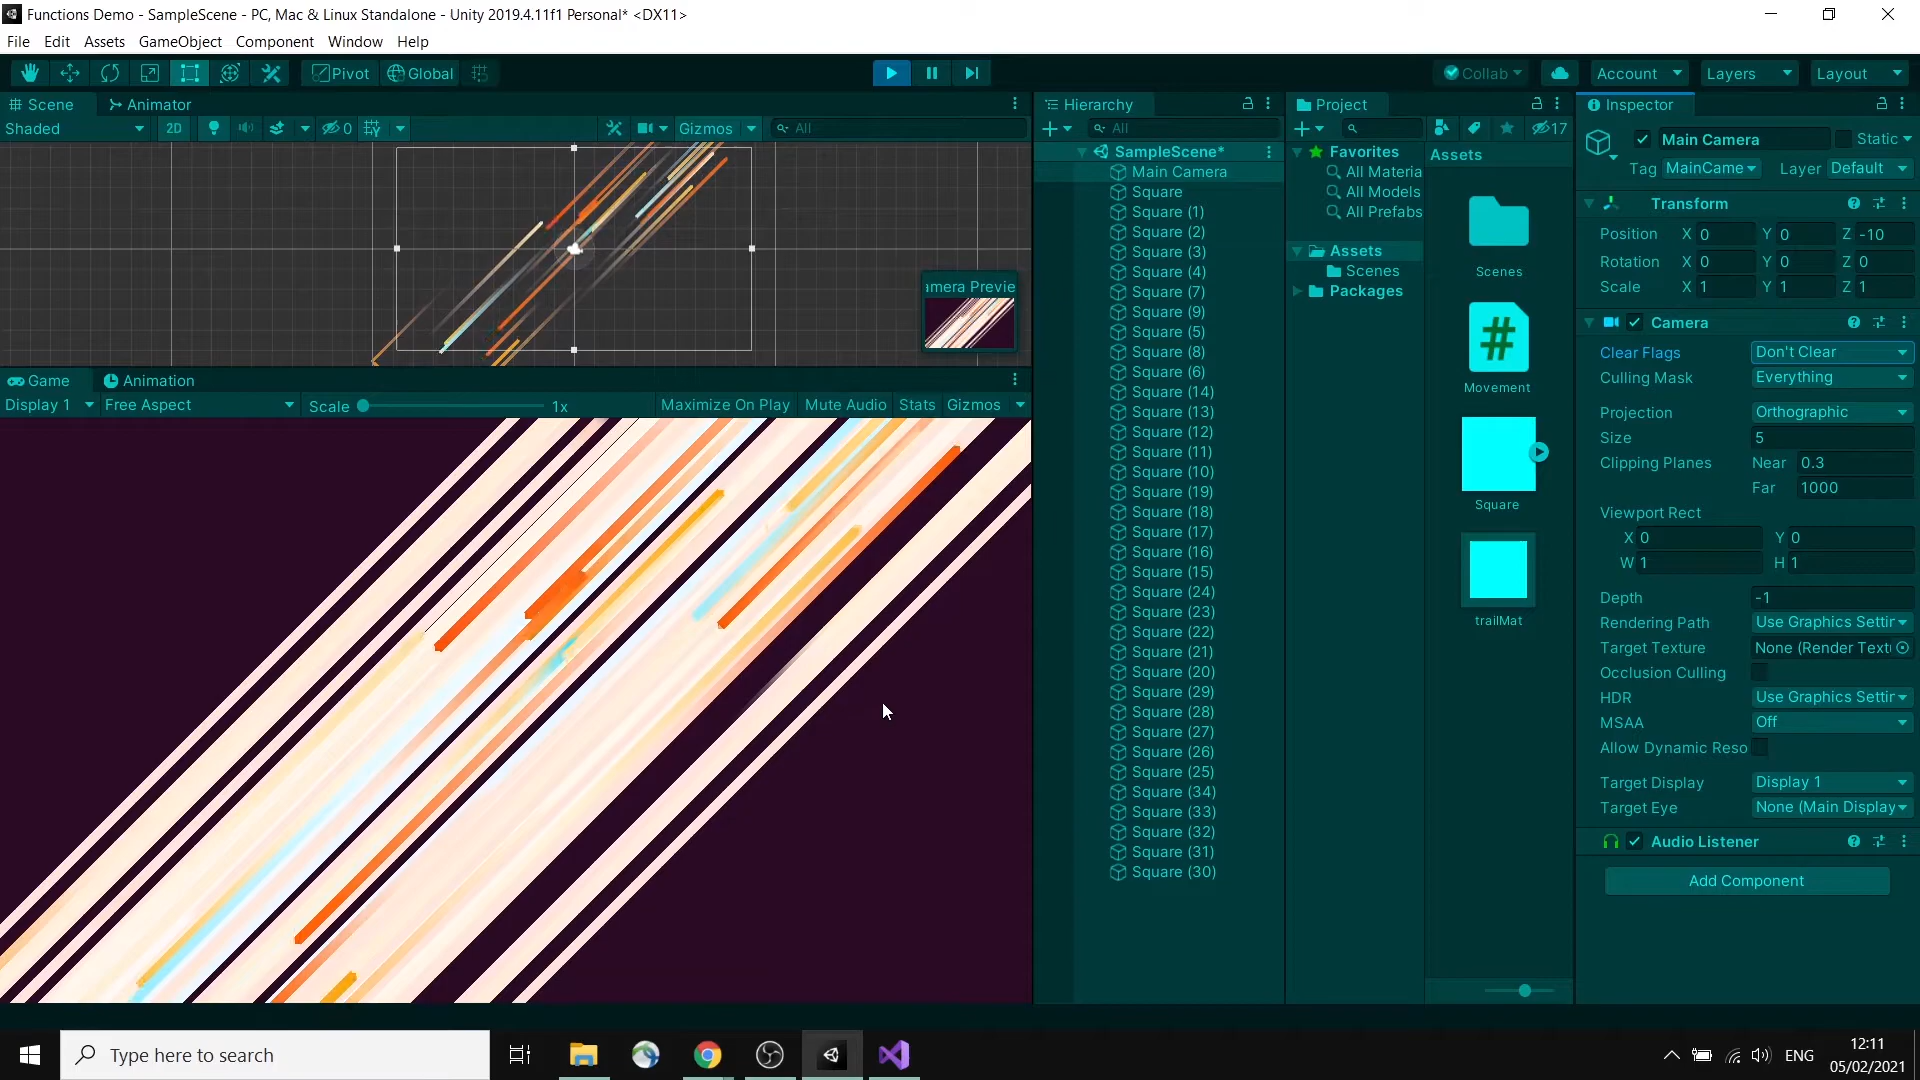 Functions Demo - SampleScene - PC, Mac & Linux Standalone - Unity 2019.4.11f1 Personal* <DX11>
File Edit Assets GameObject Component Window Help
Pivot Global Collab Account Layers Layout
Scene Animator
Shaded 2D 0 Gizmos All
amera Previe
Game Animation
Display 1 Free Aspect Scale 1x Maximize On Play Mute Audio Stats Gizmos
Hierarchy
All
SampleScene*
Main Camera
Square
Square (1)
Square (2)
Square (3)
Square (4)
Square (7)
Square (9)
Square (5)
Square (8)
Square (6)
Square (14)
Square (13)
Square (12)
Square (11)
Square (10)
Square (19)
Square (18)
Square (17)
Square (16)
Square (15)
Square (24)
Square (23)
Square (22)
Square (21)
Square (20)
Square (29)
Square (28)
Square (27)
Square (26)
Square (25)
Square (34)
Square (33)
Square (32)
Square (31)
Square (30)
Project
17
Favorites
All Materia
All Models
All Prefabs
Assets
Scenes
Packages
Assets
Scenes
#
Movement
Square
trailMat
Inspector
Main Camera Static
Tag MainCame Layer Default
Transform
Position X 0 Y 0 Z -10
Rotation X 0 Y 0 Z 0
Scale X 1 Y 1 Z 1
Camera
Clear Flags Don't Clear
Culling Mask Everything
Projection Orthographic
Size 5
Clipping Planes Near 0.3
Far 1000
Viewport Rect
X 0 Y 0
W 1 H 1
Depth -1
Rendering Path Use Graphics Settir
Target Texture None (Render Textu
Occlusion Culling
HDR Use Graphics Settir
MSAA Off
Allow Dynamic Reso
Target Display Display 1
Target Eye None (Main Display
Audio Listener
Add Component
Type here to search
ENG
12:11
05/02/2021